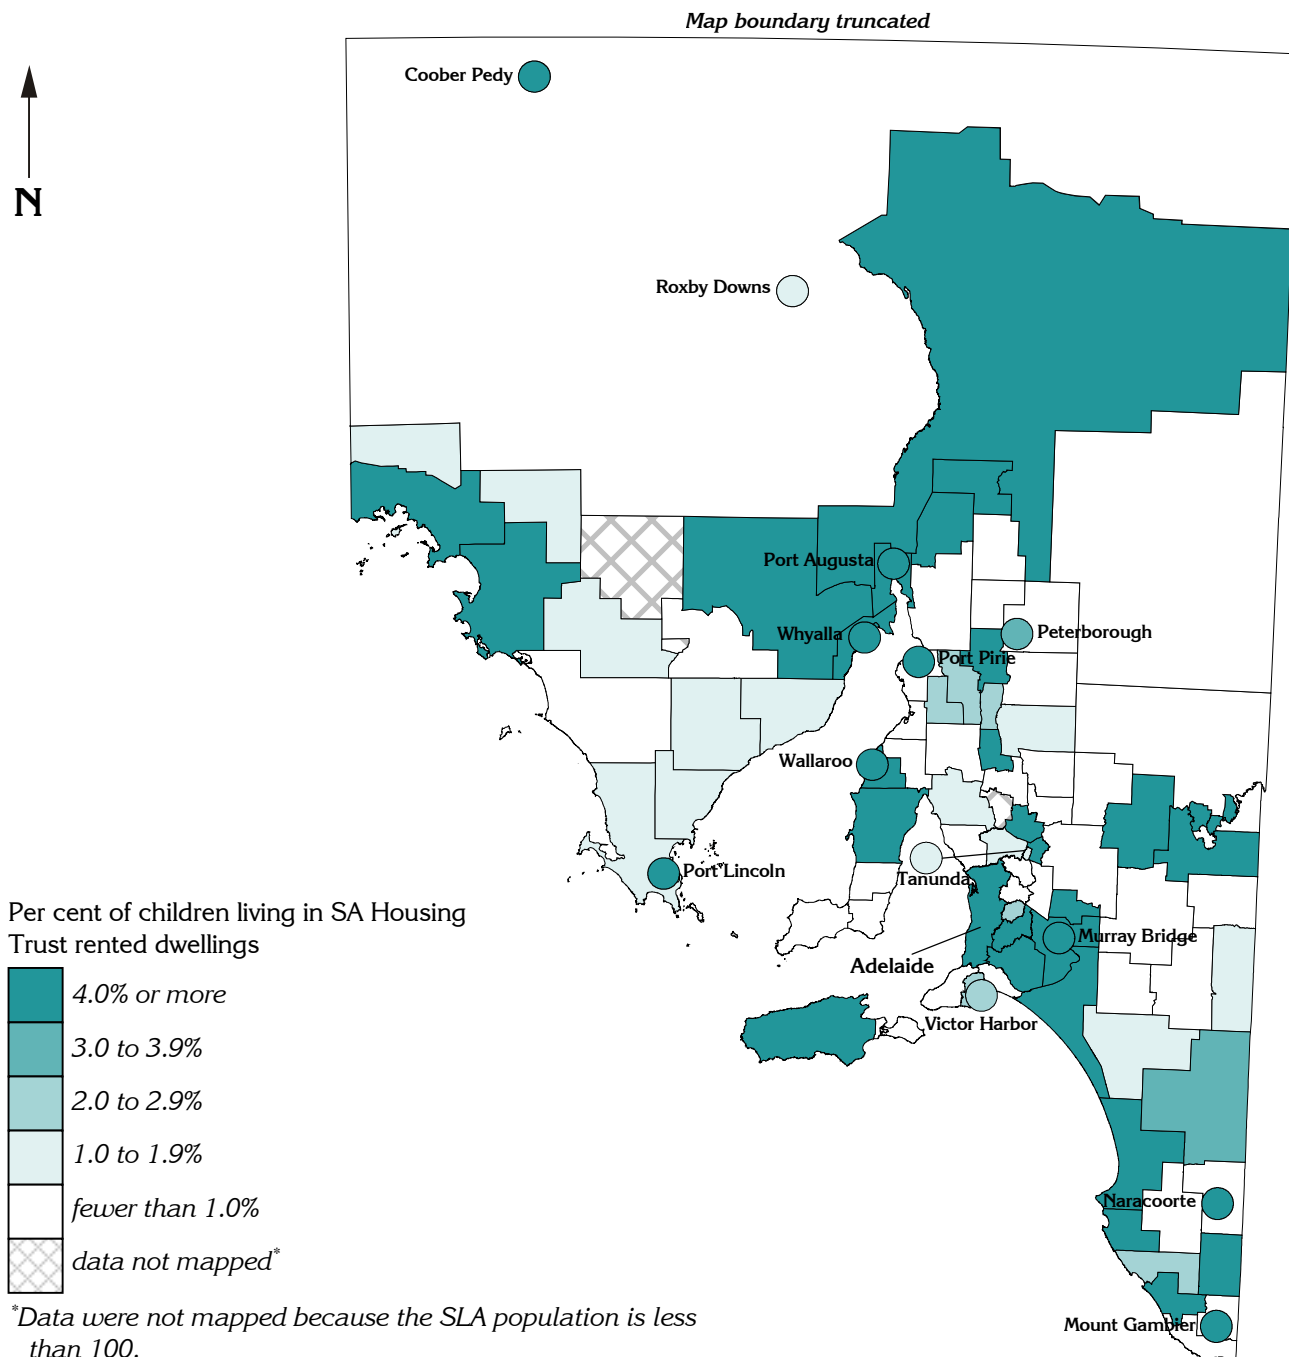 Map boundary truncated
Coober Pedy
N
Roxby Downs
Port Augusta
Whyalla
Peterborough
Port Pirie
Wallaroo
Port Lincoln
Tanunda
Murray Bridge
Adelaide
Victor Harbor
Naracoorte
Mount Gambier
Per cent of children living in SA Housing
Trust rented dwellings
4.0% or more
3.0 to 3.9%
2.0 to 2.9%
1.0 to 1.9%
fewer than 1.0%
data not mapped*
*Data were not mapped because the SLA population is less
than 100.